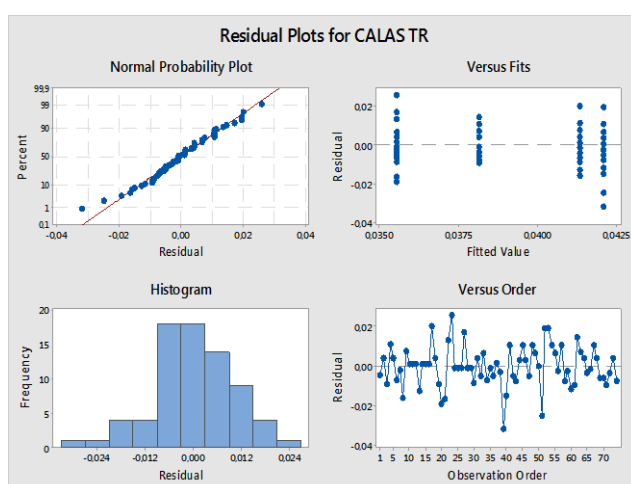 Residual Plots for CALAS TR
Normal Probability Plot
99,9
99
90
50
10
1
0,1
Percent
-0,04 -0,02 0,00 0,02 0,04
Residual
Versus Fits
0,02
0,00
-0,02
-0,04
Residual
0,0350 0,0375 0,0400 0,0425
Fitted Value
Histogram
20
15
10
5
0
Frequency
-0,024 -0,012 0,000 0,012 0,024
Residual
Versus Order
0,02
0,00
-0,02
-0,04
Residual
1 5 10 15 20 25 30 35 40 45 50 55 60 65 70
Observation Order